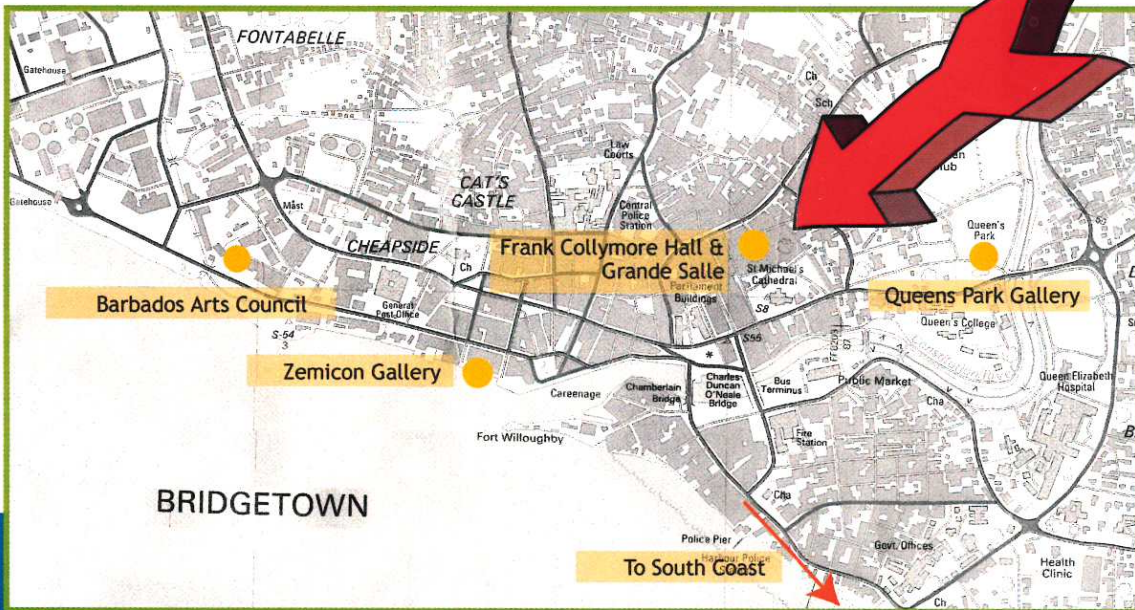 FONTABELLE
Gatehouse
Ch
Sch
Law
Courts
CAT'S
CASTLE
Gatehouse
Mast
Central
Police
Station
Queen's
Park
CHEAPSIDE
Ch
Frank Collymore Hall &
Grande Salle
St Michael's
Cathedral
Barbados Arts Council
General
Post Office
Parliament
Buildings
S8
Queens Park Gallery
S-54
3
S56
Queen's College
Zemicon Gallery
Careenage
Chamberlain
Bridge
Charles
Duncan
O'Neale
Bridge
Bus
Terminus
Public Market
Queen Elizabeth
Hospital
Cha
Fort Willoughby
Fire
Station
BRIDGETOWN
Cha
Police Pier
Harbour Police
Govt. Offices
To South Coast
Health
Clinic
Ch